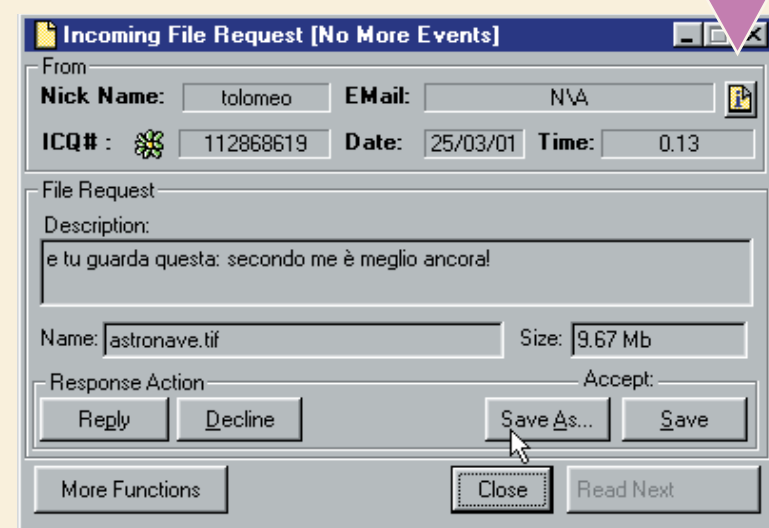 Incoming File Request [No More Events]
From
Nick Name: tolomeo EMail: N\A
ICQ# : 112868619 Date: 25/03/01 Time: 0.13
File Request
Description:
e tu guarda questa: secondo me è meglio ancora!
Name: astronave.tif Size: 9.67 Mb
Response Action Accept:
Reply Decline Save As... Save
More Functions Close Read Next